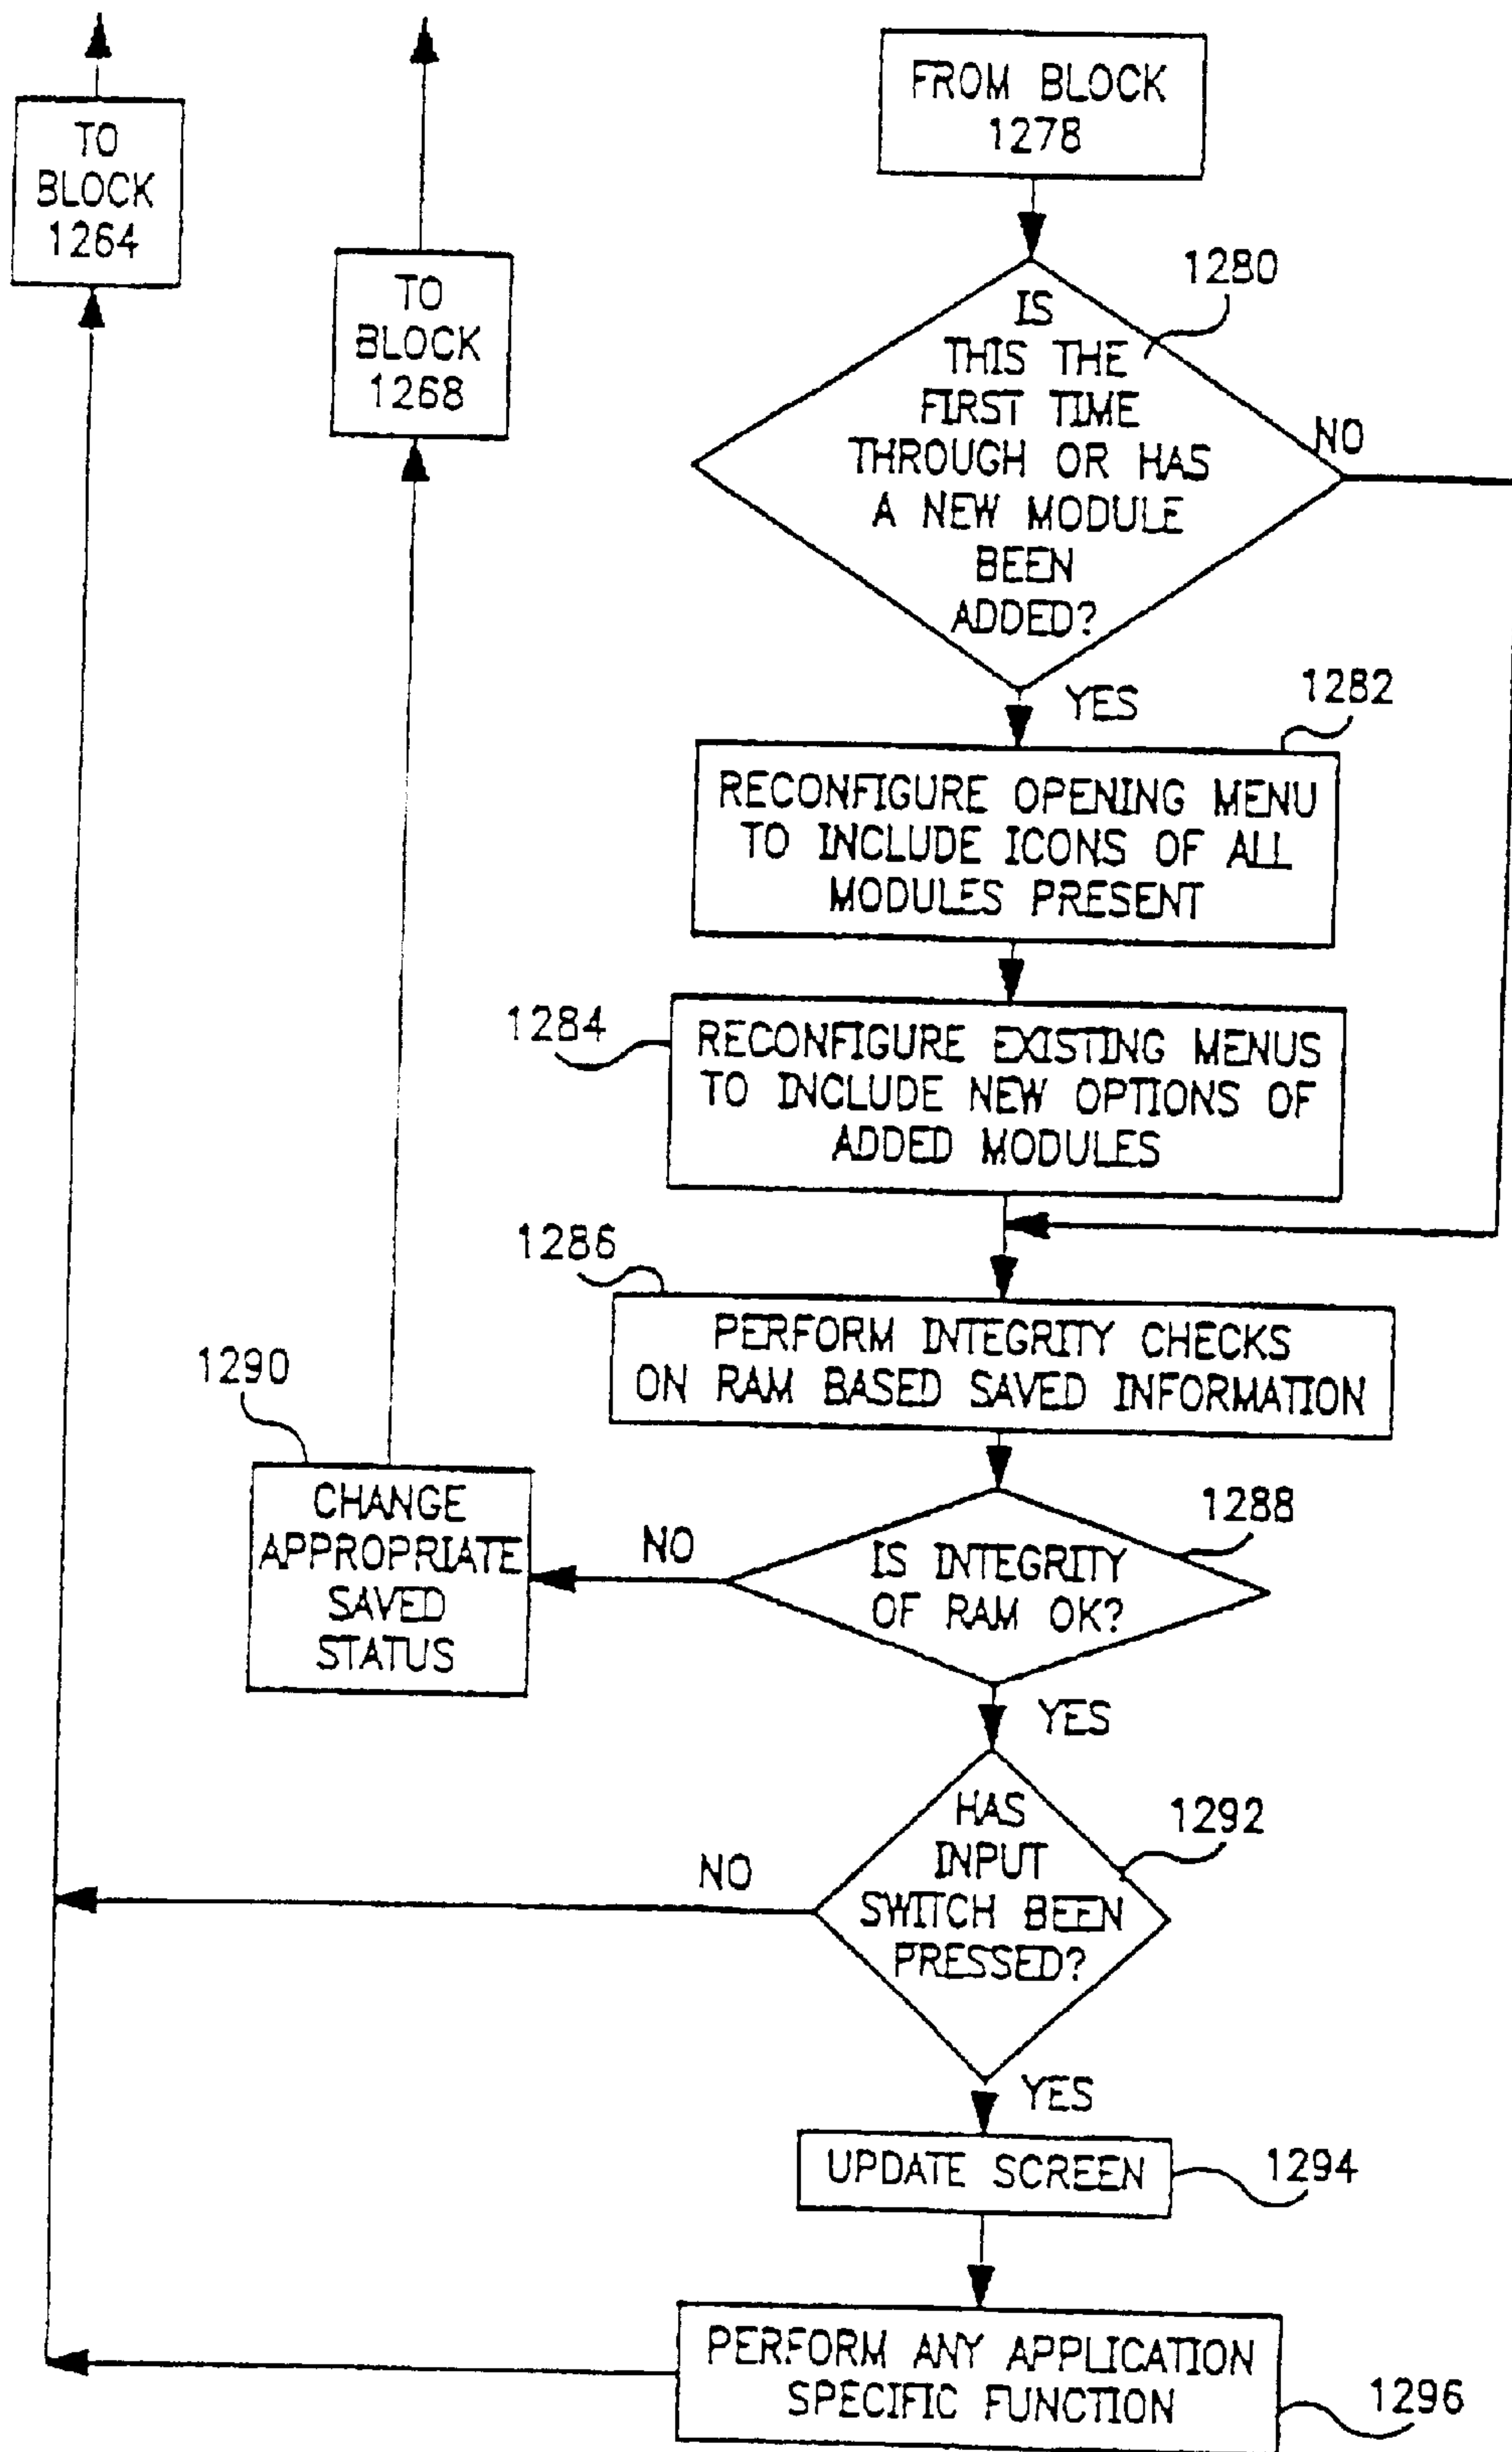 FROM BLOCK
1278
TO
BLOCK
1264
TO
BLOCK
1268
1280
IS
THIS THE
FIRST TIME
THROUGH OR HAS
A NEW MODULE
BEEN
ADDED?
NO
YES
1282
RECONFIGURE OPENING MENU
TO INCLUDE ICONS OF ALL
MODULES PRESENT
1284
RECONFIGURE EXISTING MENUS
TO INCLUDE NEW OPTIONS OF
ADDED MODULES
1286
PERFORM INTEGRITY CHECKS
ON RAM BASED SAVED INFORMATION
1290
CHANGE
APPROPRIATE
SAVED
STATUS
NO
1288
IS INTEGRITY
OF RAM OK?
YES
1292
HAS
INPUT
SWITCH BEEN
PRESSED?
NO
YES
UPDATE SCREEN
1294
PERFORM ANY APPLICATION
SPECIFIC FUNCTION
1296